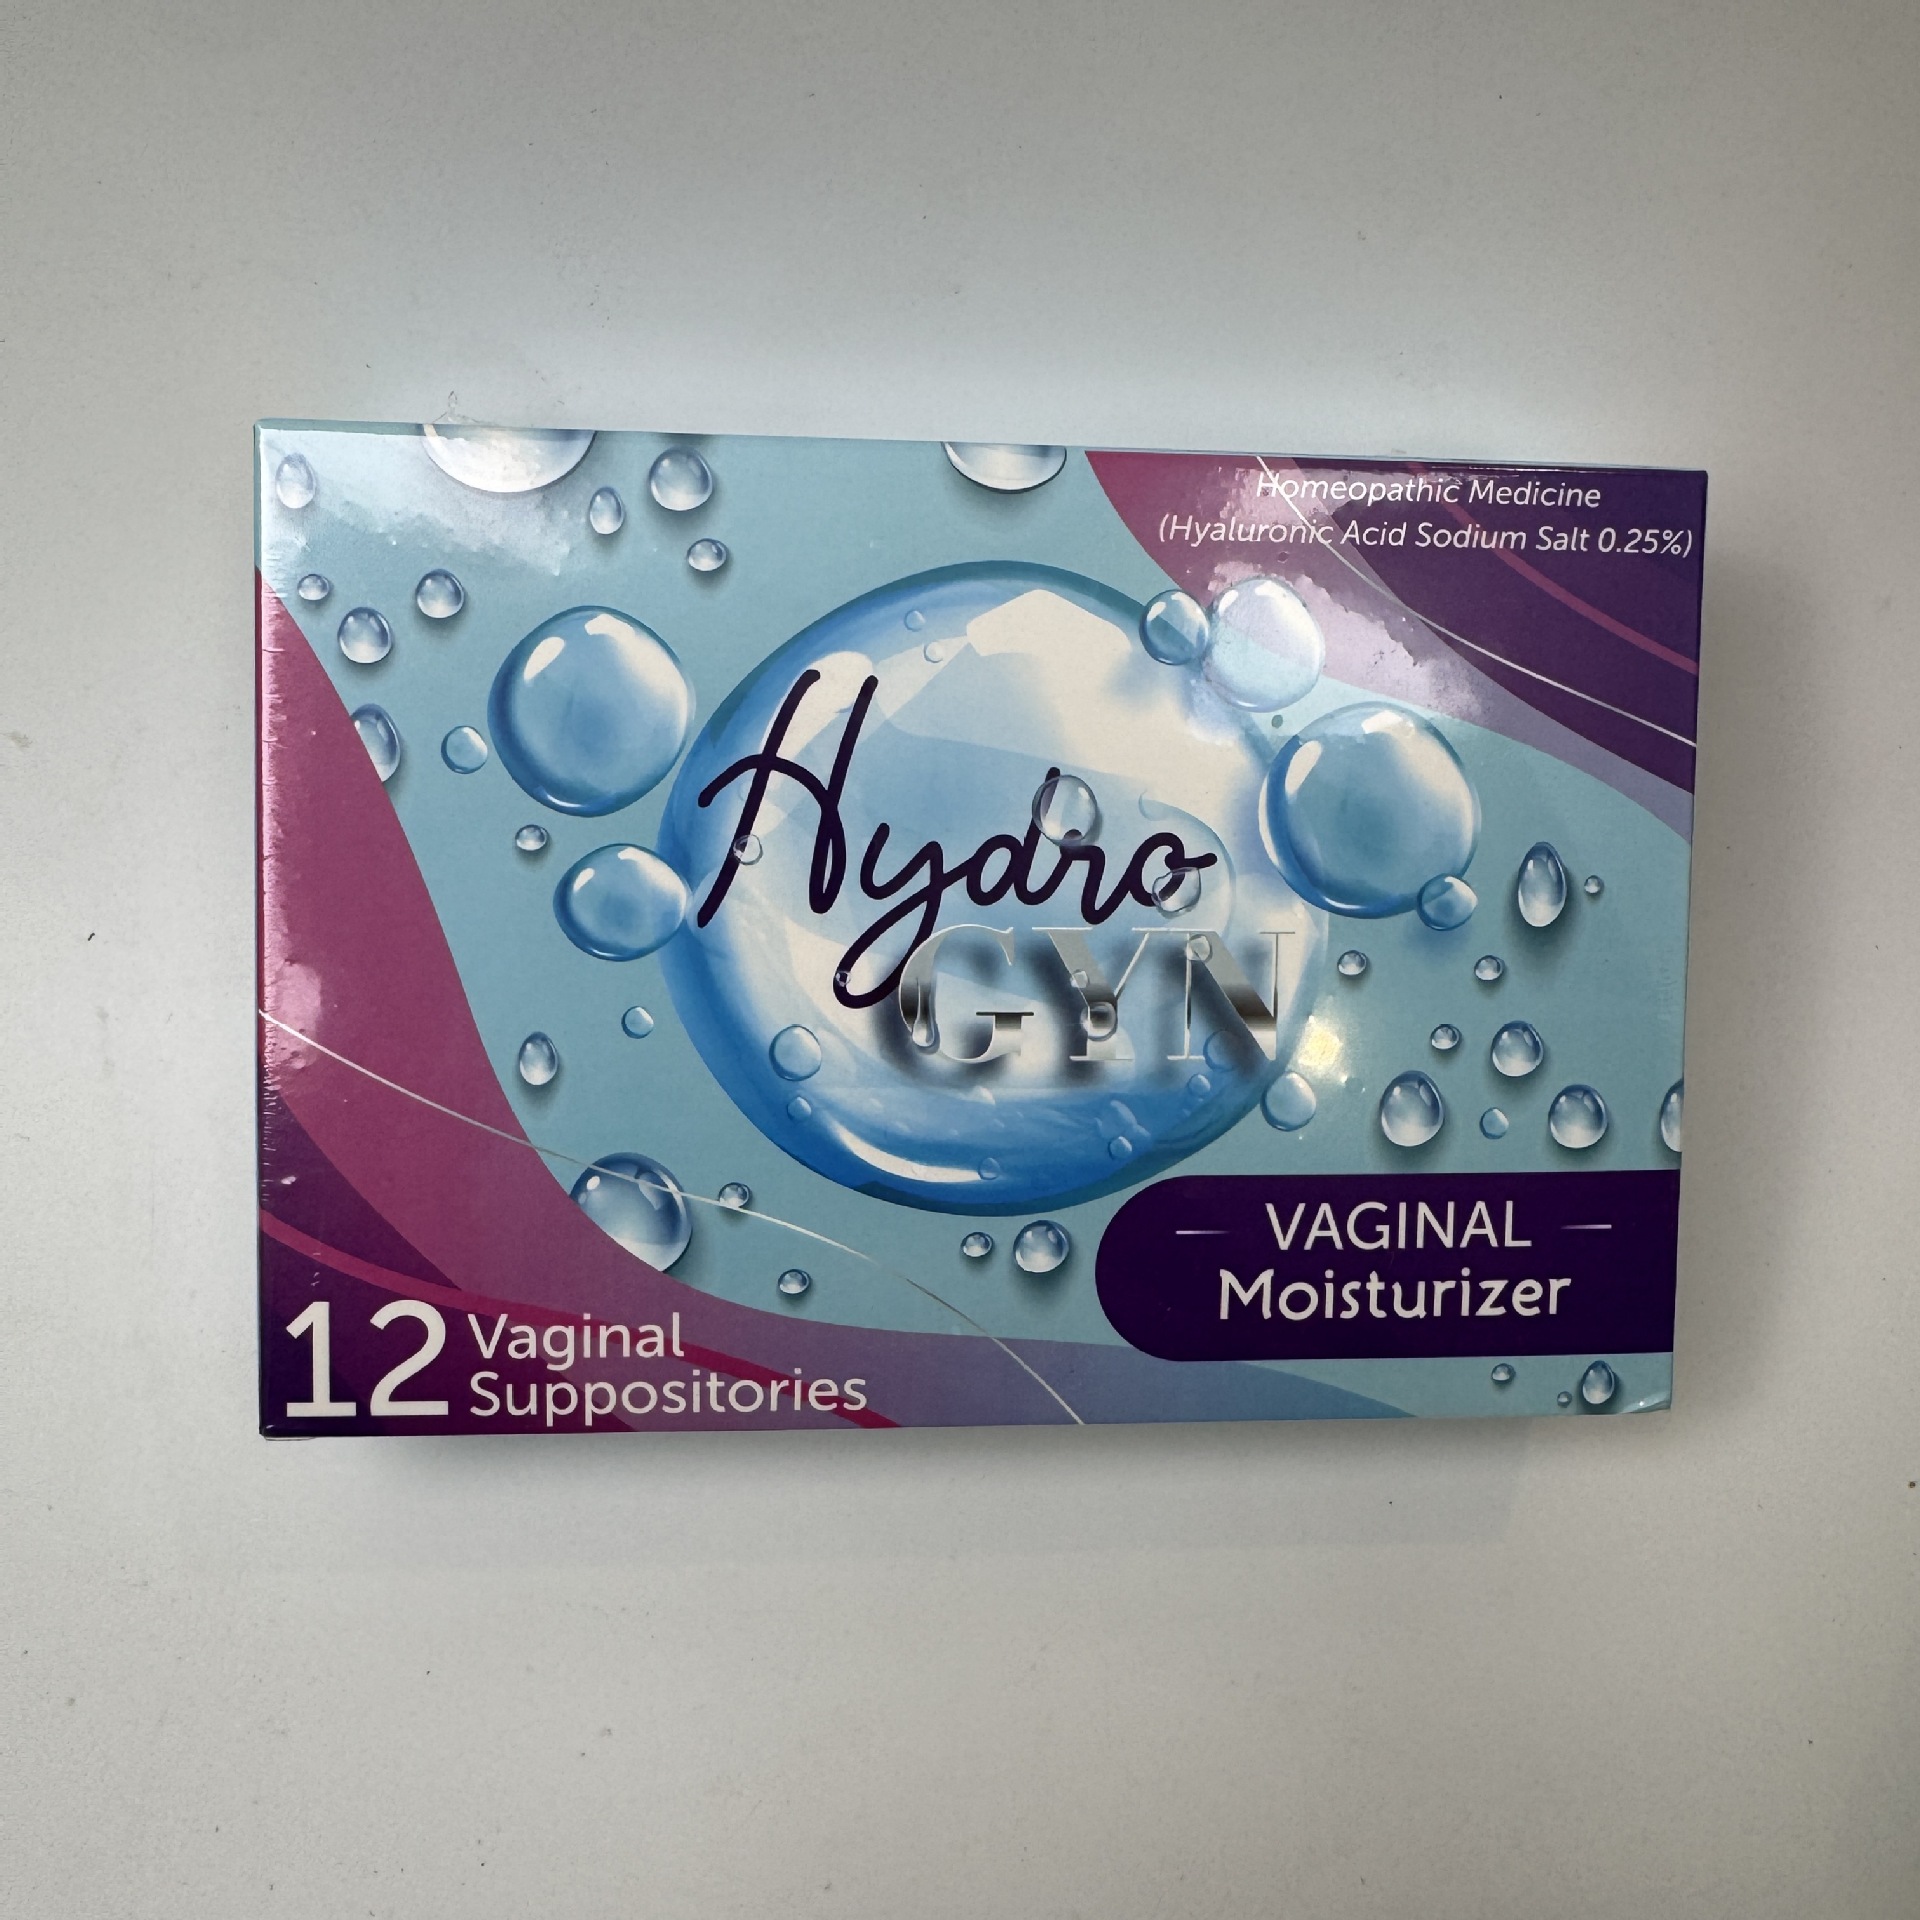 Homeopathic Medicine
(Hyaluronic Acid Sodium Salt 0.25%)
Hydro
GYN
VAGINAL
Moisturizer
12 Vaginal
Suppositories